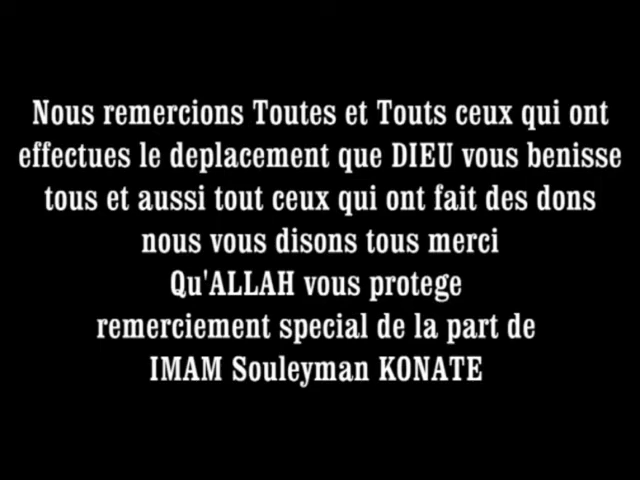 Nous remercions Toutes et Touts ceux qui ont
effectues le deplacement que DIEU vous benisse
tous et aussi tout ceux qui ont fait des dons
nous vous disons tous merci
Qu'ALLAH vous protege
remerciement special de la part de
IMAM Souleyman KONATE